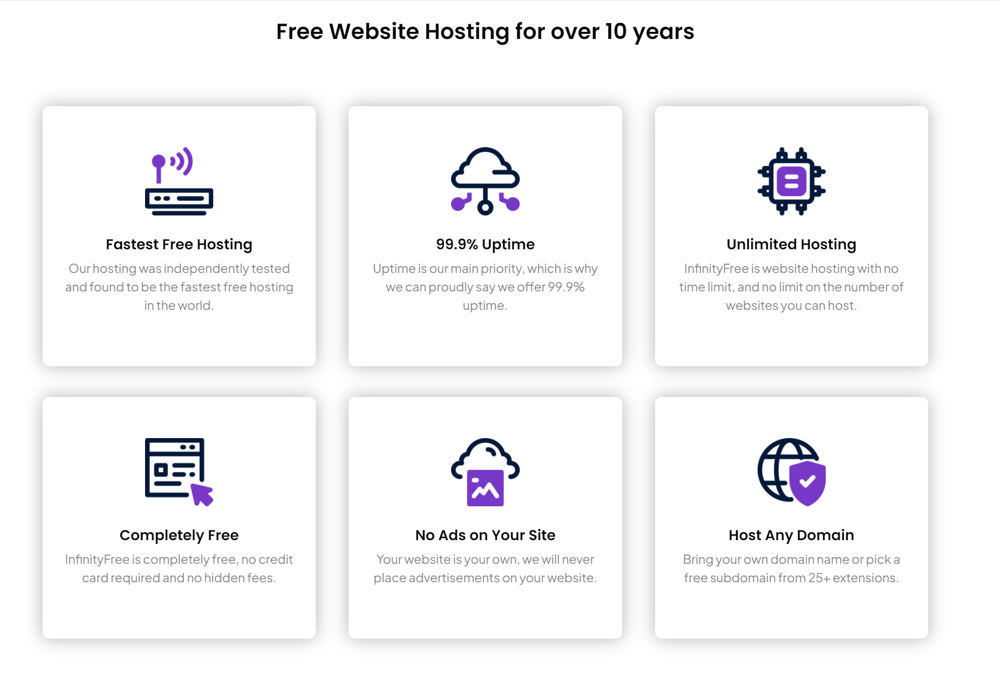 Free Website Hosting for over 10 years
Fastest Free Hosting
Our hosting was independently tested
and found to be the fastest free hosting
in the world.
99.9% Uptime
Uptime is our main priority, which is why
we can proudly say we offer 99.9%
uptime.
Unlimited Hosting
InfinityFree is website hosting with no
time limit, and no limit on the number of
websites you can host.
Completely Free
InfinityFree is completely free, no credit
card required and no hidden fees.
No Ads on Your Site
Your website is your own, we will never
place advertisements on your website.
Host Any Domain
Bring your own domain name or pick a
free subdomain from 25+ extensions.